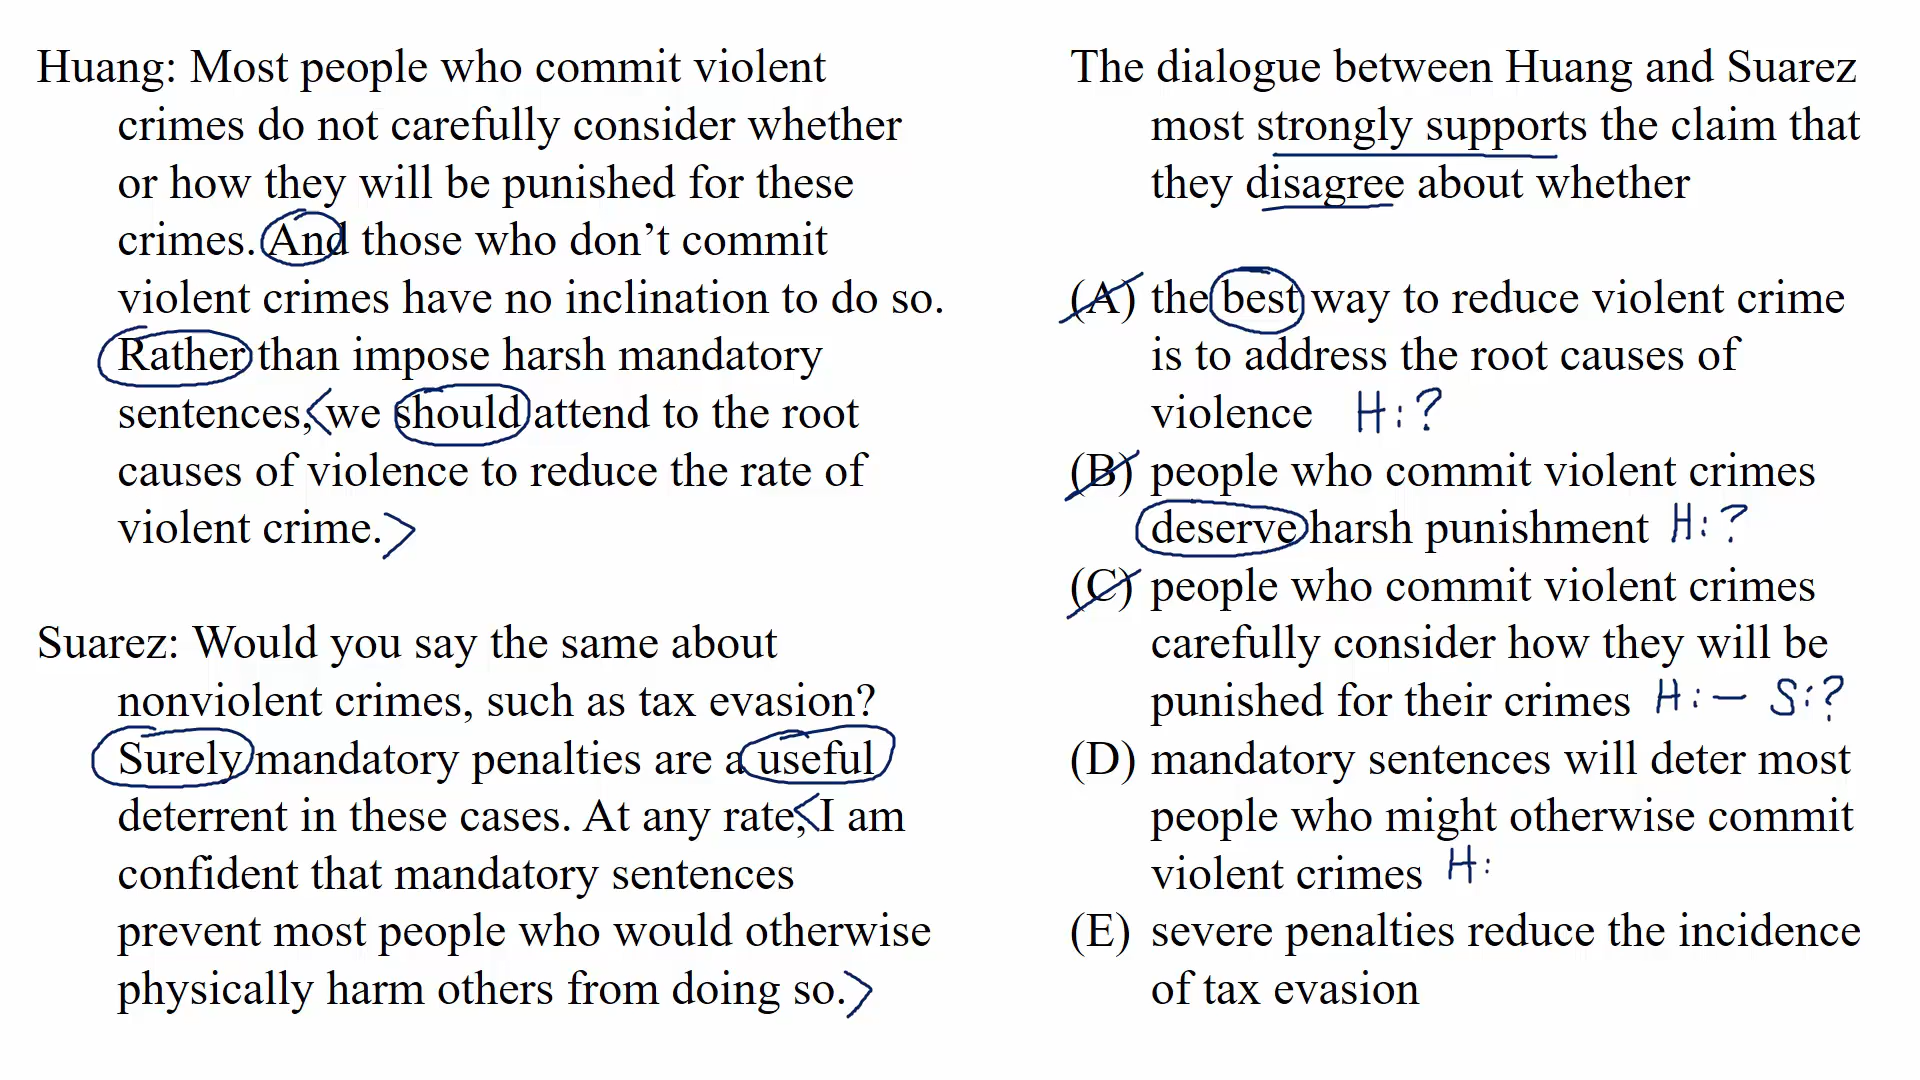 Huang: Most people who commit violent
crimes do not carefully consider whether
or how they will be punished for these
crimes. And those who don't commit
violent crimes have no inclination to do so.
Rather than impose harsh mandatory
sentences, <we should attend to the root
causes of violence to reduce the rate of
violent crime.>
Suarez: Would you say the same about
nonviolent crimes, such as tax evasion?
Surely mandatory penalties are a useful
deterrent in these cases. At any rate, <I am
confident that mandatory sentences
prevent most people who would otherwise
physically harm others from doing so.>
The dialogue between Huang and Suarez
most strongly supports the claim that
they disagree about whether
(A) the best way to reduce violent crime
is to address the root causes of
violence H:?
(B) people who commit violent crimes
deserve harsh punishment H:?
(C) people who commit violent crimes
carefully consider how they will be
punished for their crimes H:— S:?
(D) mandatory sentences will deter most
people who might otherwise commit
violent crimes H:
(E) severe penalties reduce the incidence
of tax evasion